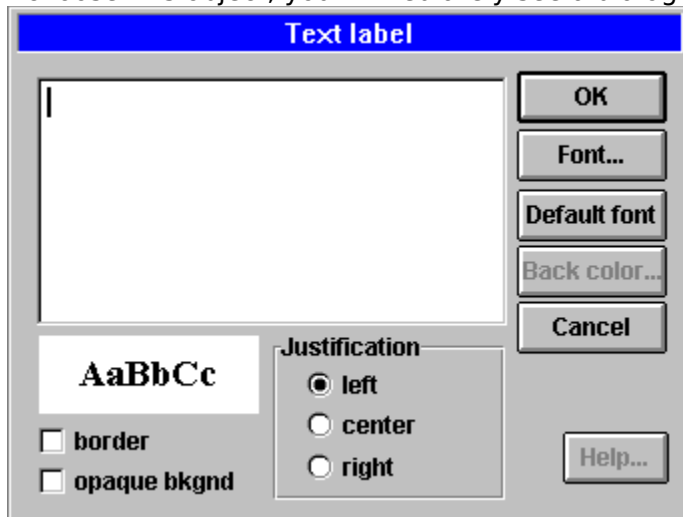 Text label
OK
Font...
Default font
Back color...
Cancel
AaBbCc
border
opaque bkgnd
Justification
left
center
right
Help...